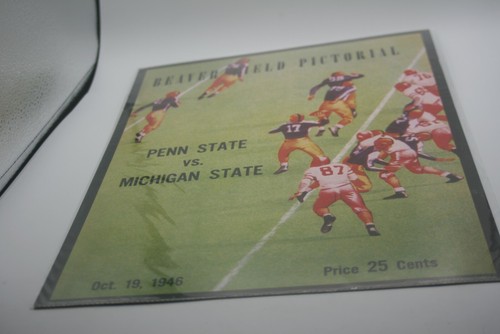 BEAVER FIELD PICTORIAL
PENN STATE
vs.
MICHIGAN STATE
17
87
Oct. 19, 1946
Price 25 Cents